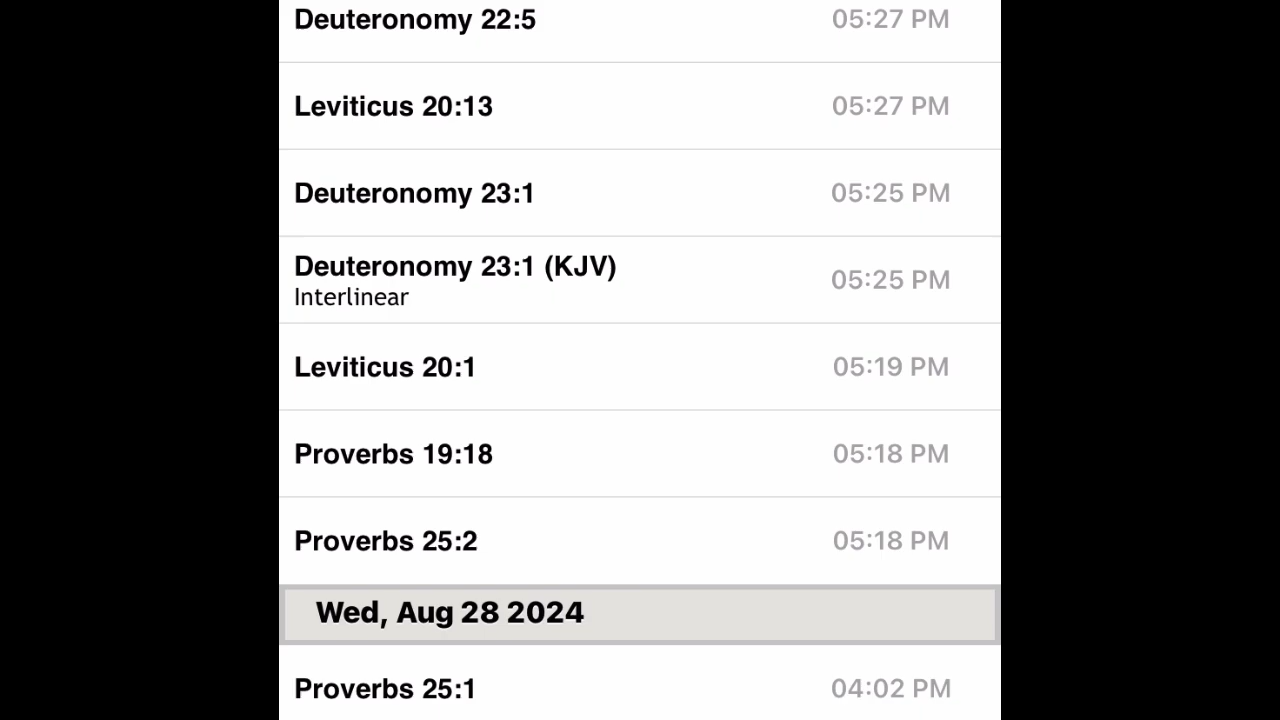 Deuteronomy 22:5 05:27 PM
Leviticus 20:13 05:27 PM
Deuteronomy 23:1 05:25 PM
Deuteronomy 23:1 (KJV) 05:25 PM
Interlinear
Leviticus 20:1 05:19 PM
Proverbs 19:18 05:18 PM
Proverbs 25:2 05:18 PM
Wed, Aug 28 2024
Proverbs 25:1 04:02 PM